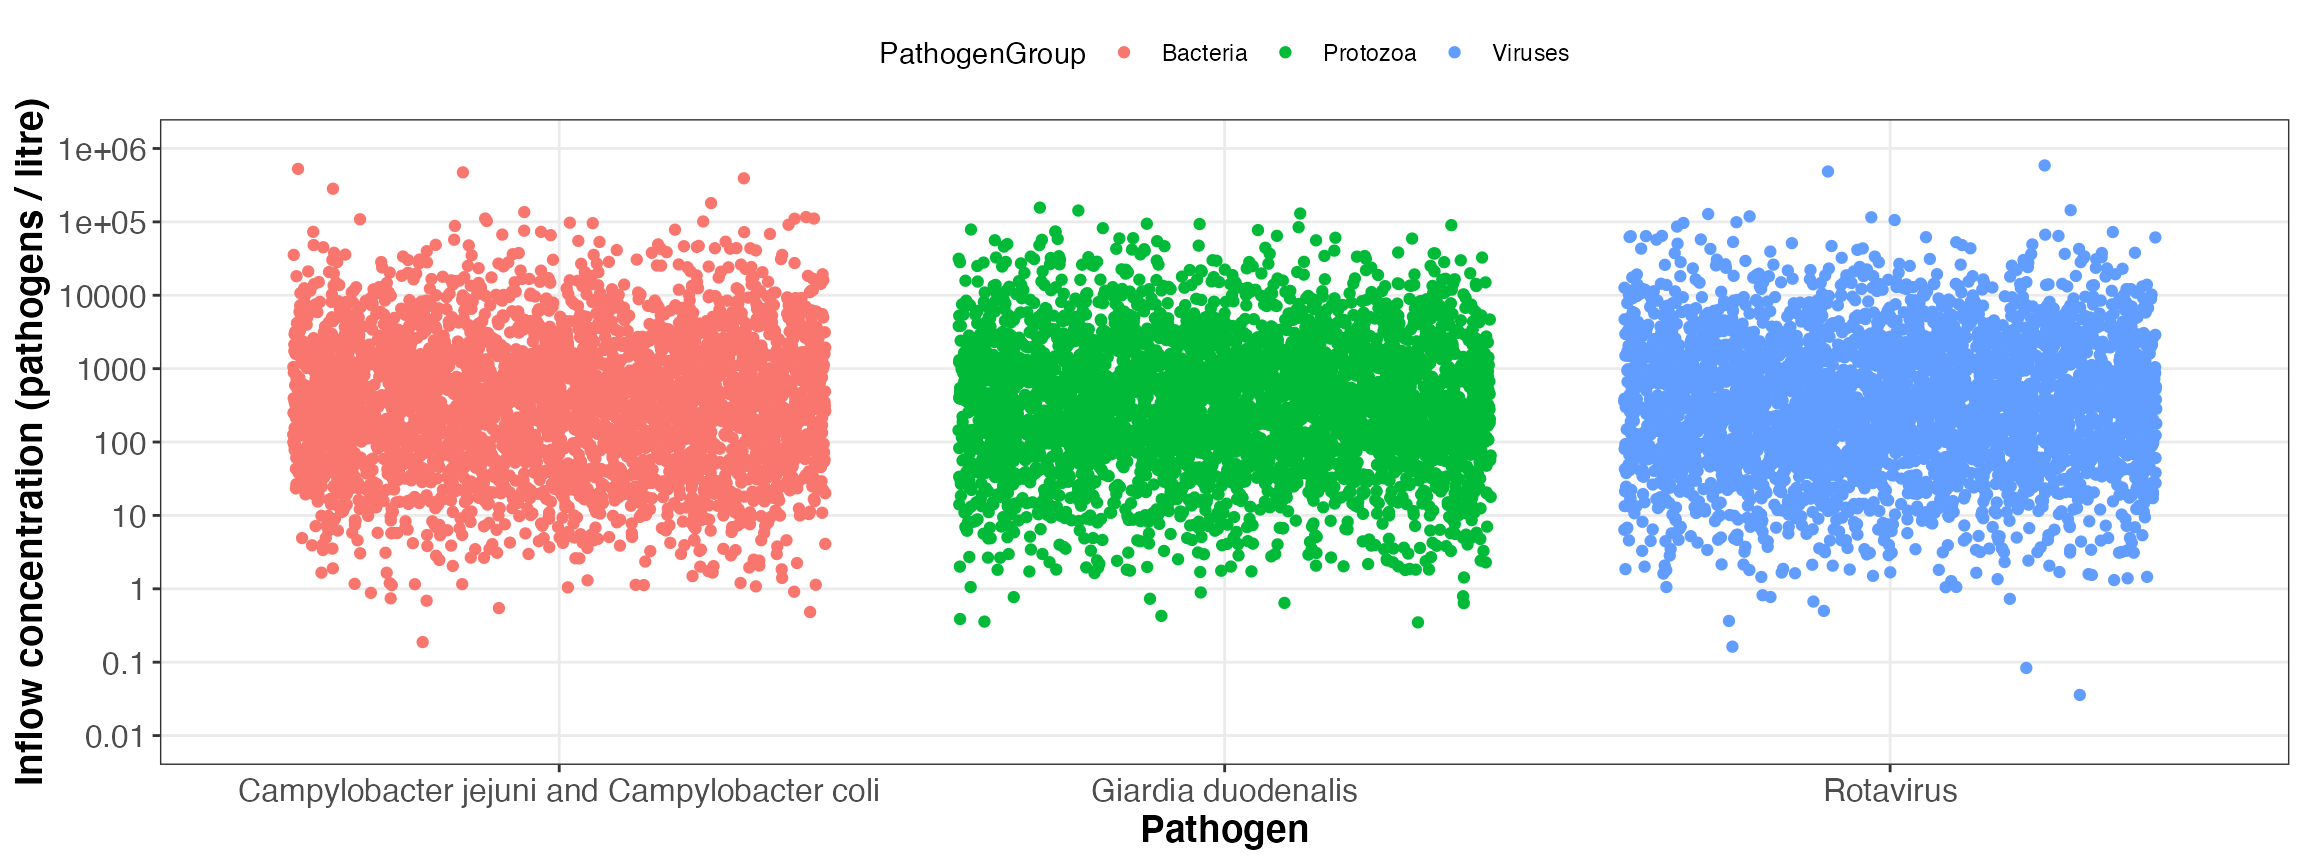 PathogenGroup Bacteria Protozoa Viruses
Inflow concentration (pathogens / litre)
1e+06
1e+05
10000
1000
100
10
1
0.1
0.01
Campylobacter jejuni and Campylobacter coli Giardia duodenalis Rotavirus
Pathogen